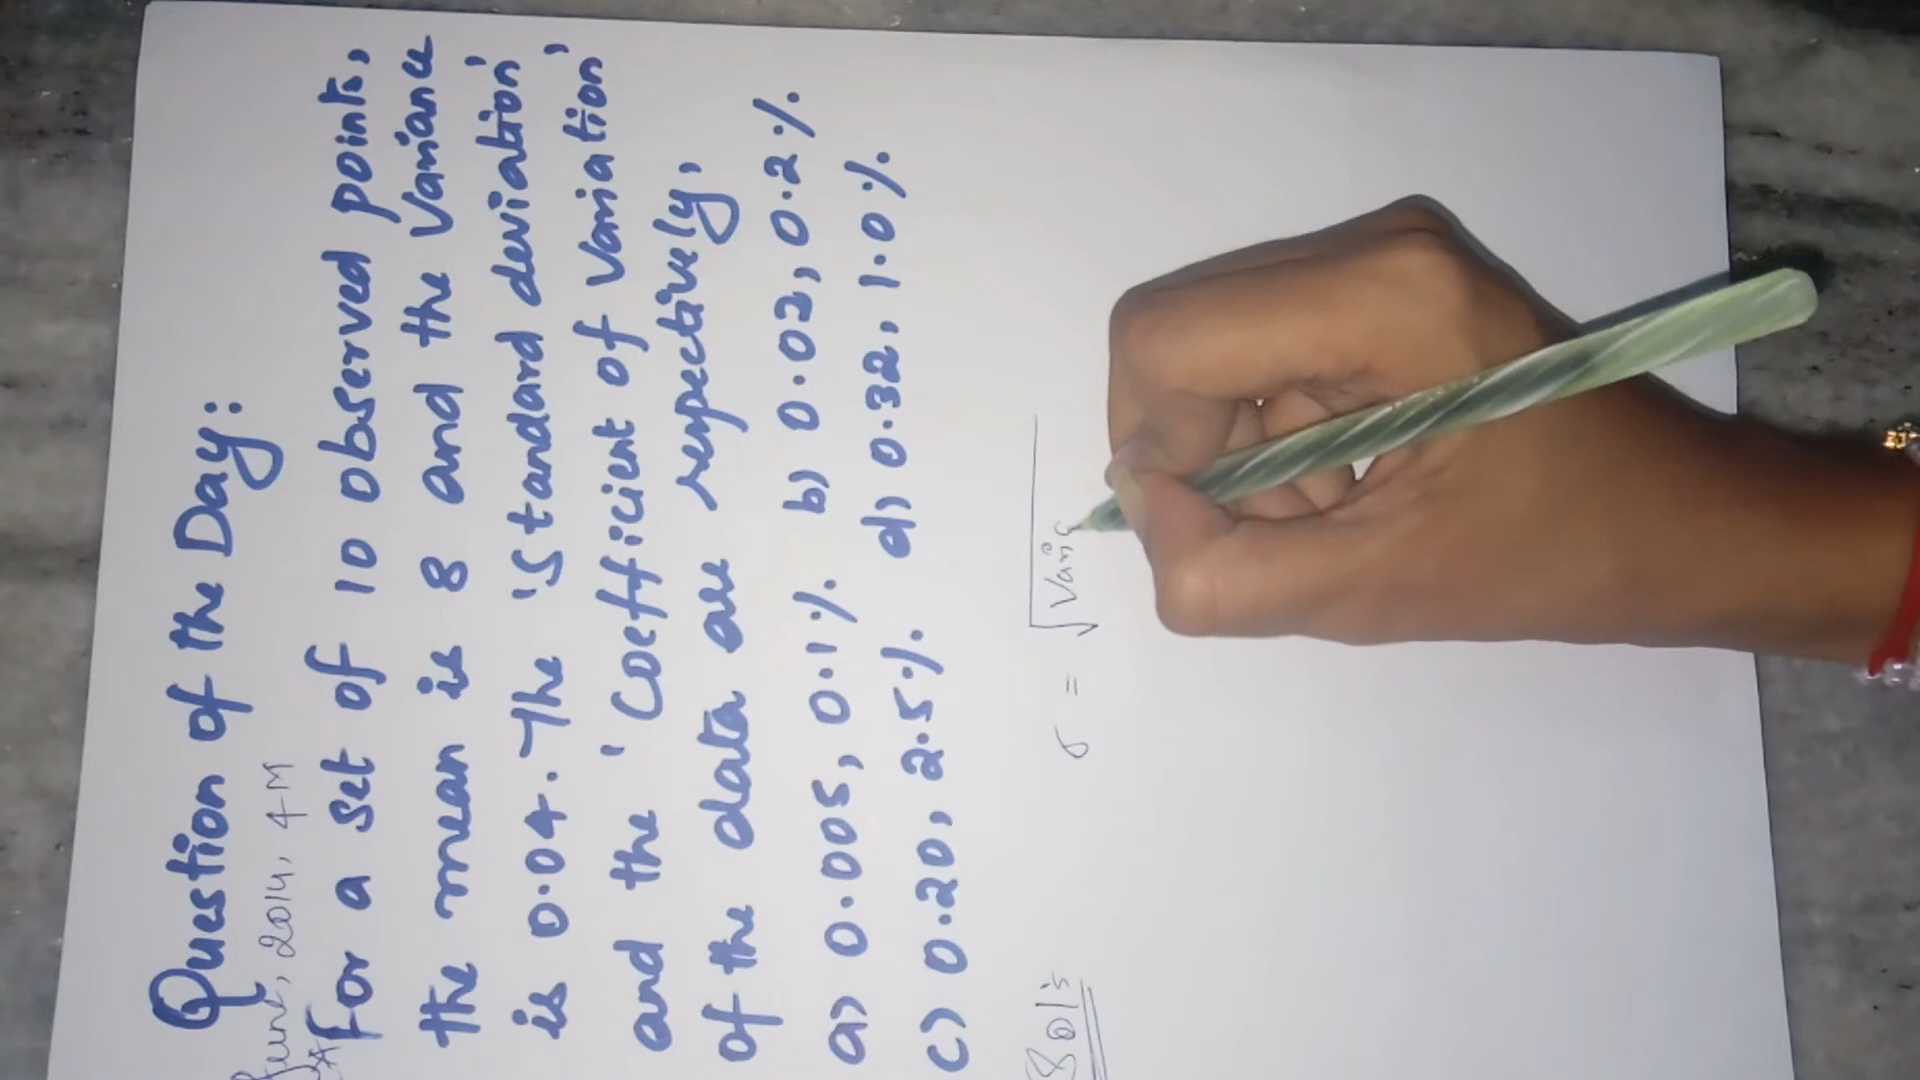 Question of the Day:
June, 2014, 4M
For a set of 10 observed points,
the mean is 8 and the Variance
is 0.04. The 'Standard deviation'
and the 'Coefficient of Variation'
of the data are respectively,
a) 0.005, 0.1% b) 0.02, 0.2%
c) 0.20, 2.5% d) 0.32, 1.0%
σ = √